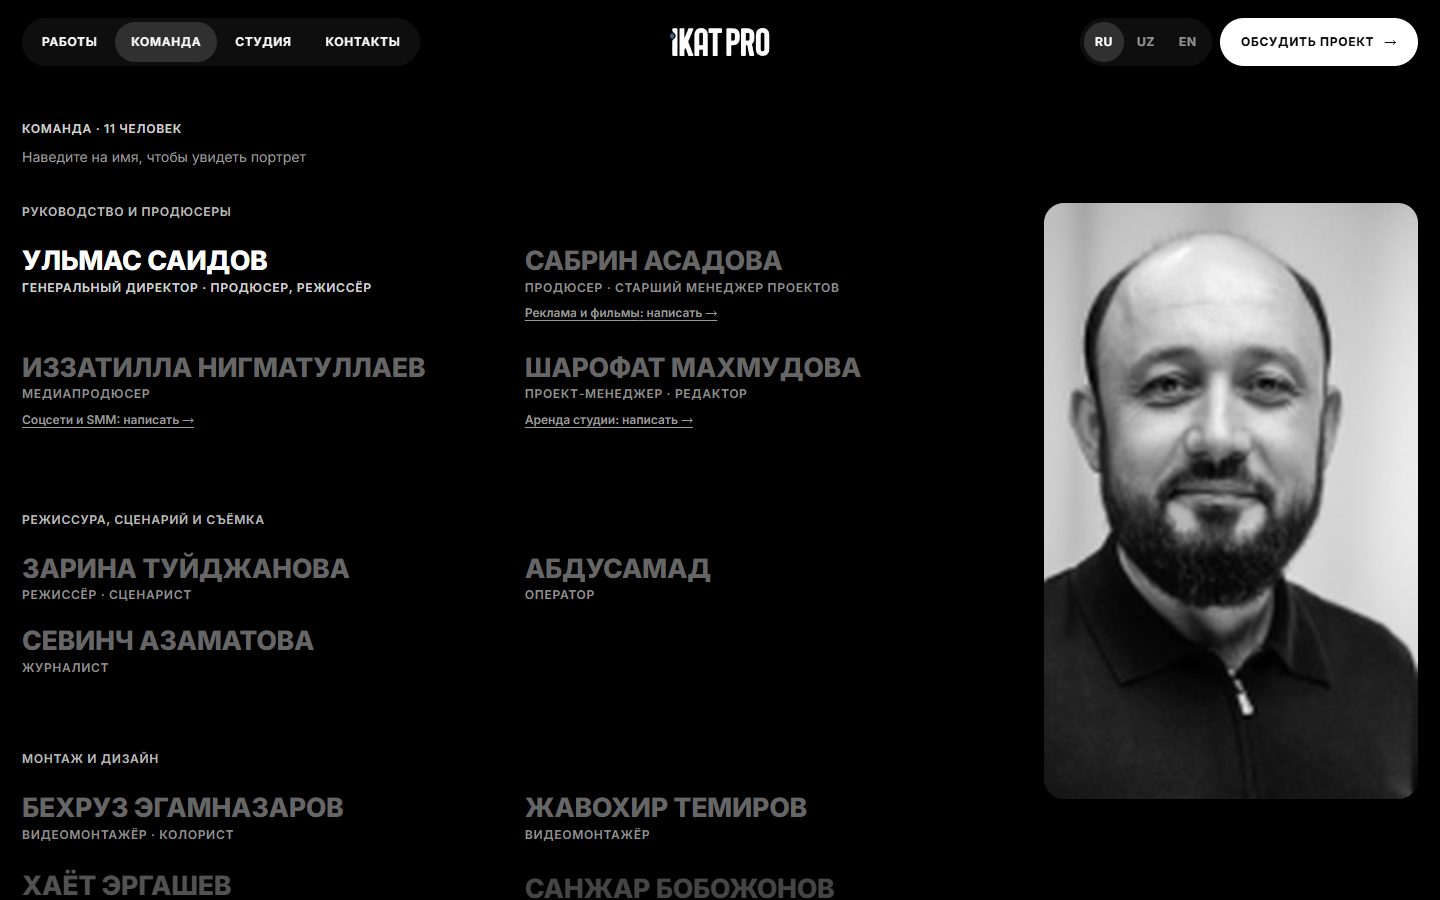 РАБОТЫ КОМАНДА СТУДИЯ КОНТАКТЫ
iKAT PRO
RU UZ EN
ОБСУДИТЬ ПРОЕКТ →
КОМАНДА · 11 ЧЕЛОВЕК
Наведите на имя, чтобы увидеть портрет
РУКОВОДСТВО И ПРОДЮСЕРЫ
УЛЬМАС САИДОВ
ГЕНЕРАЛЬНЫЙ ДИРЕКТОР · ПРОДЮСЕР, РЕЖИССЁР
САБРИН АСАДОВА
ПРОДЮСЕР · СТАРШИЙ МЕНЕДЖЕР ПРОЕКТОВ
Реклама и фильмы: написать →
ИЗЗАТИЛЛА НИГМАТУЛЛАЕВ
МЕДИАПРОДЮСЕР
Соцсети и SMM: написать →
ШАРОФАТ МАХМУДОВА
ПРОЕКТ-МЕНЕДЖЕР · РЕДАКТОР
Аренда студии: написать →
РЕЖИССУРА, СЦЕНАРИЙ И СЪЁМКА
ЗАРИНА ТУЙДЖАНОВА
РЕЖИССЁР · СЦЕНАРИСТ
АБДУСАМАД
ОПЕРАТОР
СЕВИНЧ АЗАМАТОВА
ЖУРНАЛИСТ
МОНТАЖ И ДИЗАЙН
БЕХРУЗ ЭГАМНАЗАРОВ
ВИДЕОМОНТАЖЁР · КОЛОРИСТ
ЖАВОХИР ТЕМИРОВ
ВИДЕОМОНТАЖЁР
ХАЁТ ЭРГАШЕВ
САНЖАР БОБОЖОНОВ